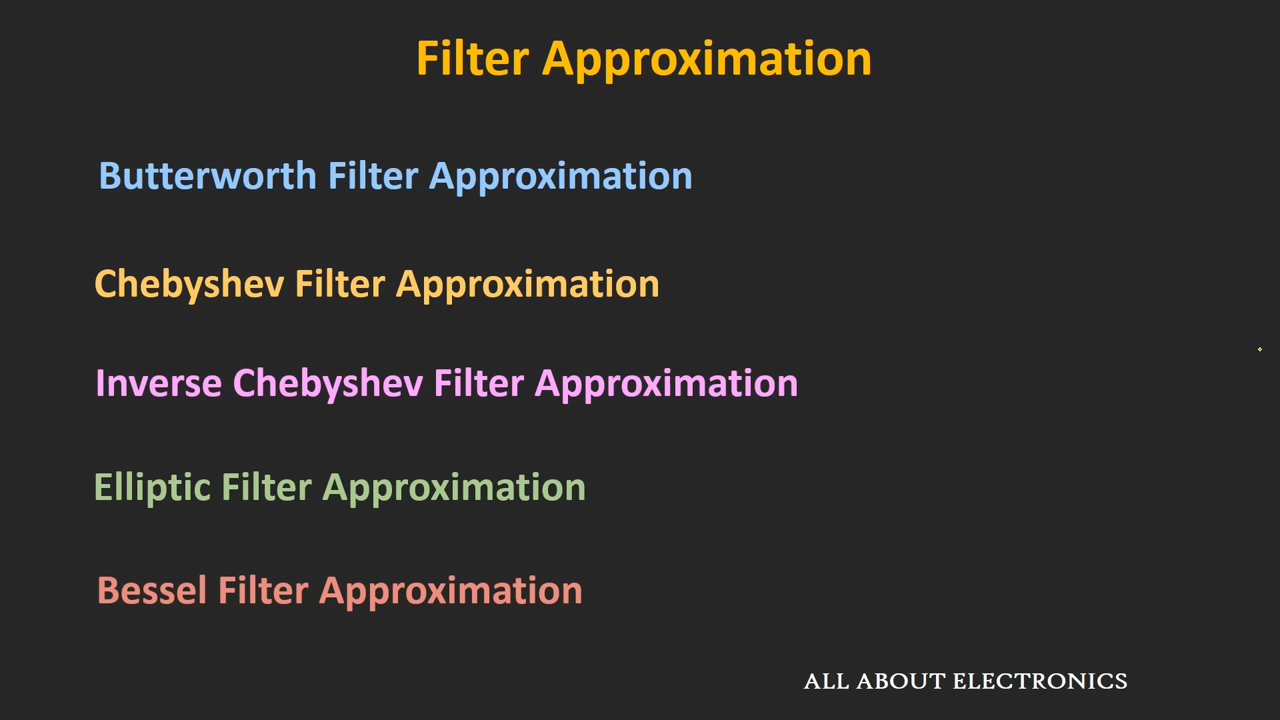 Filter Approximation
Butterworth Filter Approximation
Chebyshev Filter Approximation
Inverse Chebyshev Filter Approximation
Elliptic Filter Approximation
Bessel Filter Approximation
ALL ABOUT ELECTRONICS